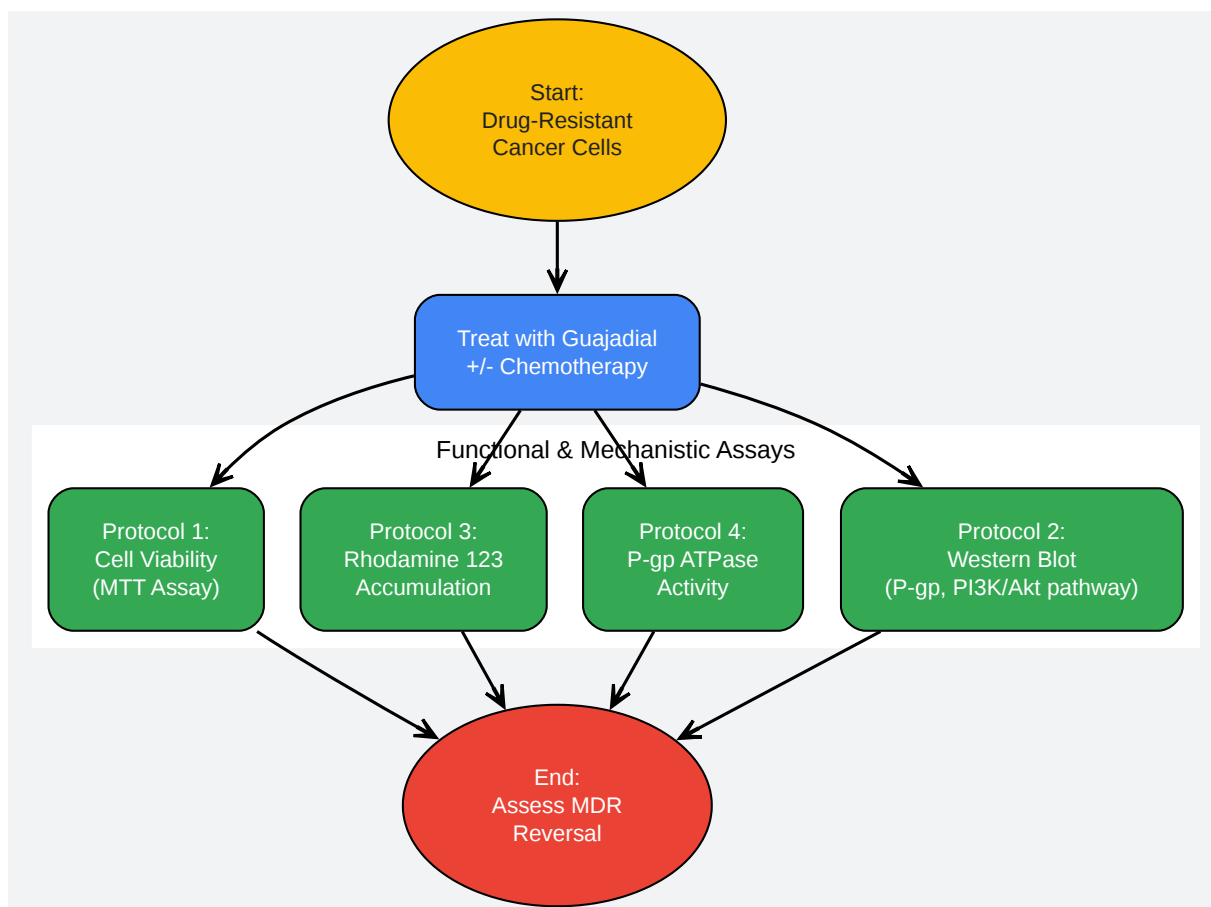 Start:
Drug-Resistant
Cancer Cells
Treat with Guajadial
+/- Chemotherapy
Functional & Mechanistic Assays
Protocol 1:
Cell Viability
(MTT Assay)
Protocol 3:
Rhodamine 123
Accumulation
Protocol 4:
P-gp ATPase
Activity
Protocol 2:
Western Blot
(P-gp, PI3K/Akt pathway)
End:
Assess MDR
Reversal